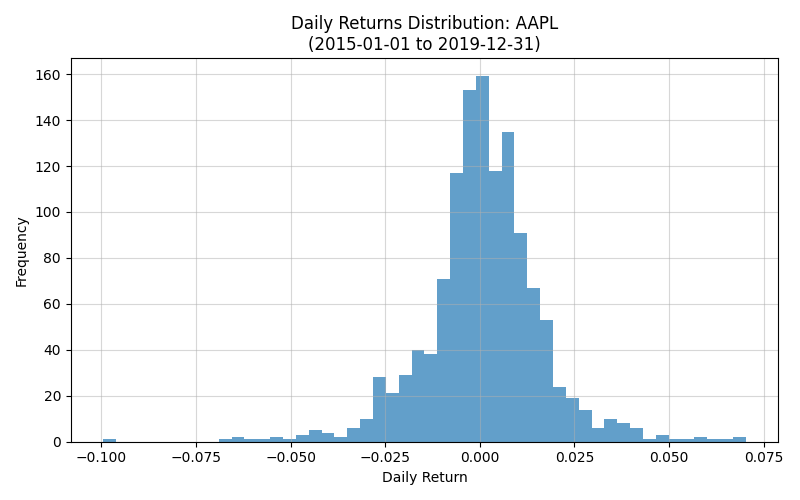 Daily Returns Distribution: AAPL
(2015-01-01 to 2019-12-31)
Frequency
160
140
120
100
80
60
40
20
0
−0.100 −0.075 −0.050 −0.025 0.000 0.025 0.050 0.075
Daily Return